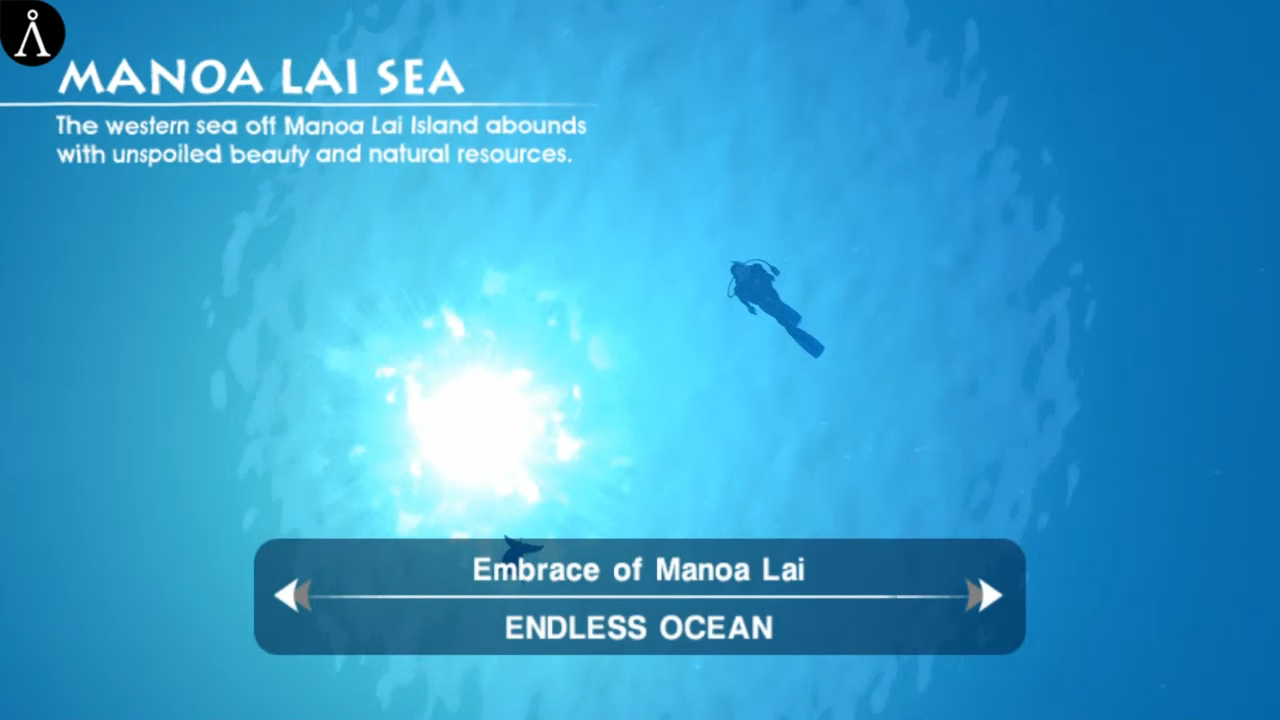 MANOA LAI SEA
The western sea off Manoa Lai Island abounds
with unspoiled beauty and natural resources.
Embrace of Manoa Lai
ENDLESS OCEAN